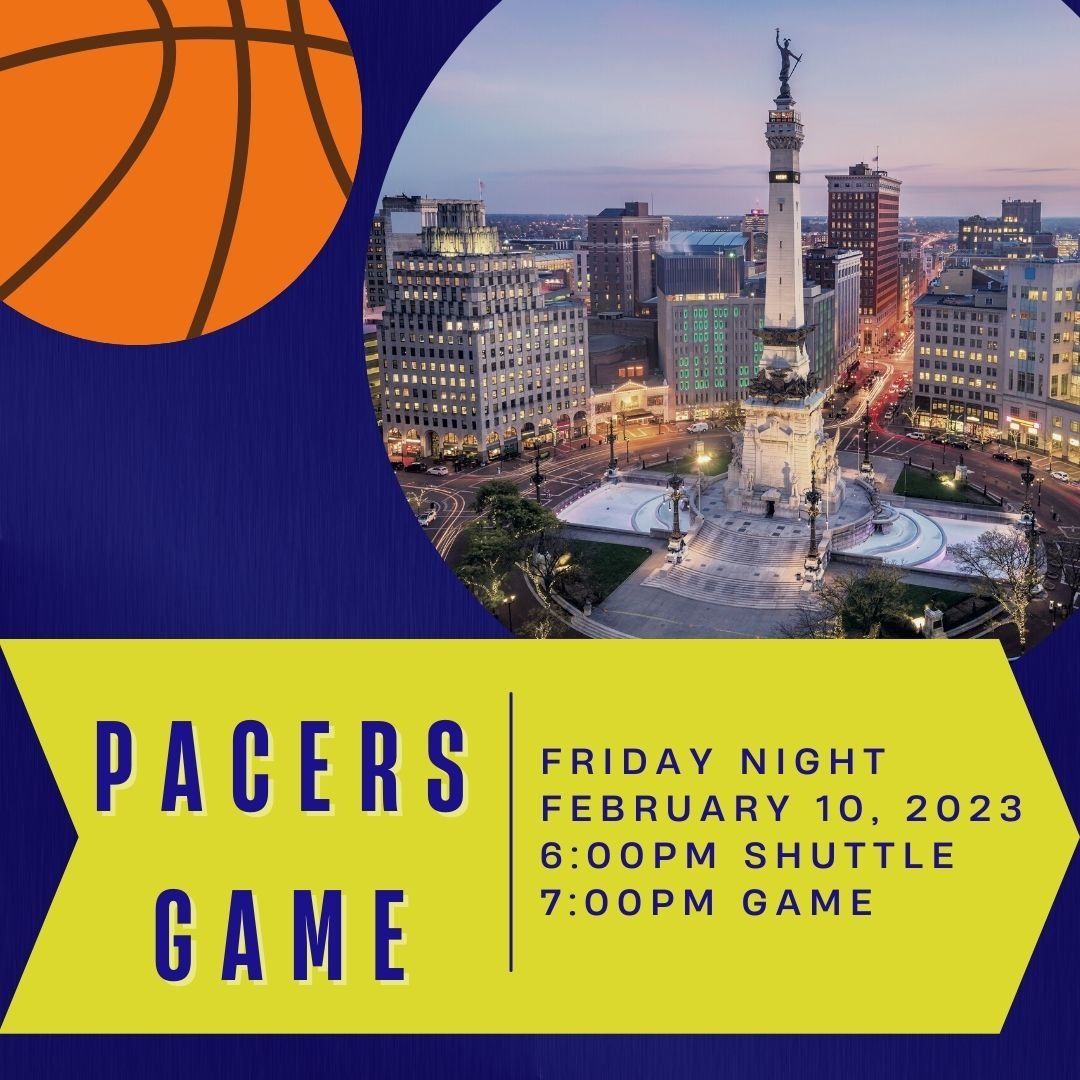 PACERS
GAME
FRIDAY NIGHT
FEBRUARY 10, 2023
6:00PM SHUTTLE
7:00PM GAME